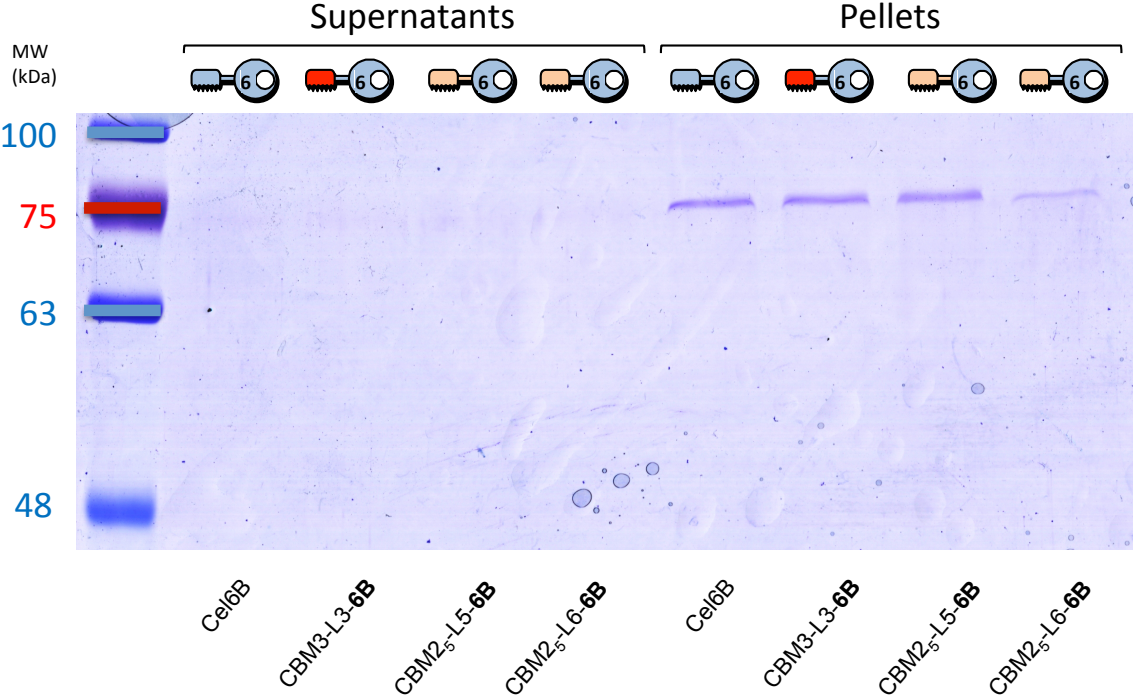 Supernatants Pellets
MW
(kDa)
6 6 6 6 6 6 6 6
100
75
63
48
Cel6B CBM3-L3-6B CBM2₅-L5-6B CBM2₅-L6-6B Cel6B CBM3-L3-6B CBM2₅-L5-6B CBM2₅-L6-6B